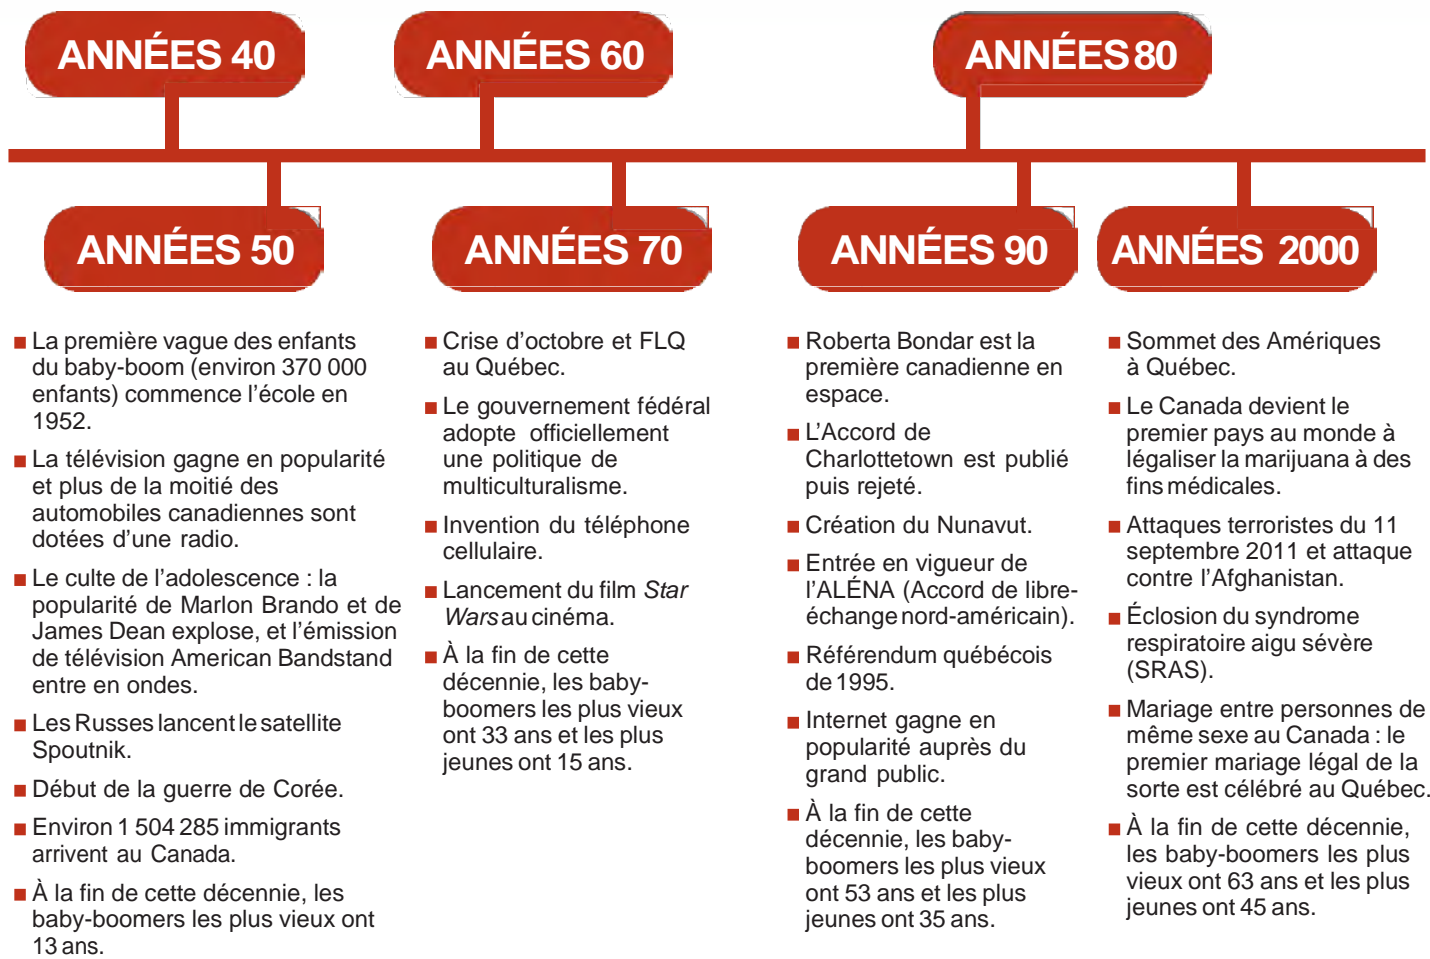 ANNÉES 40
ANNÉES 60
ANNÉES 80
ANNÉES 50
ANNÉES 70
ANNÉES 90
ANNÉES 2000
La première vague des enfants
du baby-boom (environ 370 000
enfants) commence l’école en
1952.
La télévision gagne en popularité
et plus de la moitié des
automobiles canadiennes sont
dotées d’une radio.
Le culte de l’adolescence : la
popularité de Marlon Brando et de
James Dean explose, et l’émission
de télévision American Bandstand
entre en ondes.
Les Russes lancent le satellite
Spoutnik.
Début de la guerre de Corée.
Environ 1 504 285 immigrants
arrivent au Canada.
À la fin de cette décennie, les
baby-boomers les plus vieux ont
13 ans.
Crise d’octobre et FLQ
au Québec.
Le gouvernement fédéral
adopte officiellement
une politique de
multiculturalisme.
Invention du téléphone
cellulaire.
Lancement du film Star
Wars au cinéma.
À la fin de cette
décennie, les baby-
boomers les plus vieux
ont 33 ans et les plus
jeunes ont 15 ans.
Roberta Bondar est la
première canadienne en
espace.
L’Accord de
Charlottetown est publié
puis rejeté.
Création du Nunavut.
Entrée en vigueur de
l’ALÉNA (Accord de libre-
échange nord-américain).
Référendum québécois
de 1995.
Internet gagne en
popularité auprès du
grand public.
À la fin de cette
décennie, les baby-
boomers les plus vieux
ont 53 ans et les plus
jeunes ont 35 ans.
Sommet des Amériques
à Québec.
Le Canada devient le
premier pays au monde à
légaliser la marijuana à des
fins médicales.
Attaques terroristes du 11
septembre 2011 et attaque
contre l’Afghanistan.
Éclosion du syndrome
respiratoire aigu sévère
(SRAS).
Mariage entre personnes de
même sexe au Canada : le
premier mariage légal de la
sorte est célébré au Québec.
À la fin de cette décennie,
les baby-boomers les plus
vieux ont 63 ans et les plus
jeunes ont 45 ans.